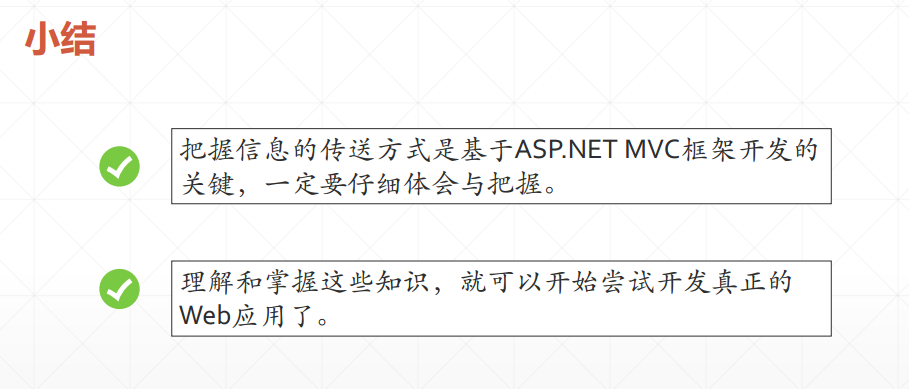 小结
把握信息的传送方式是基于ASP.NET MVC框架开发的
关键，一定要仔细体会与把握。
理解和掌握这些知识，就可以开始尝试开发真正的
Web应用了。